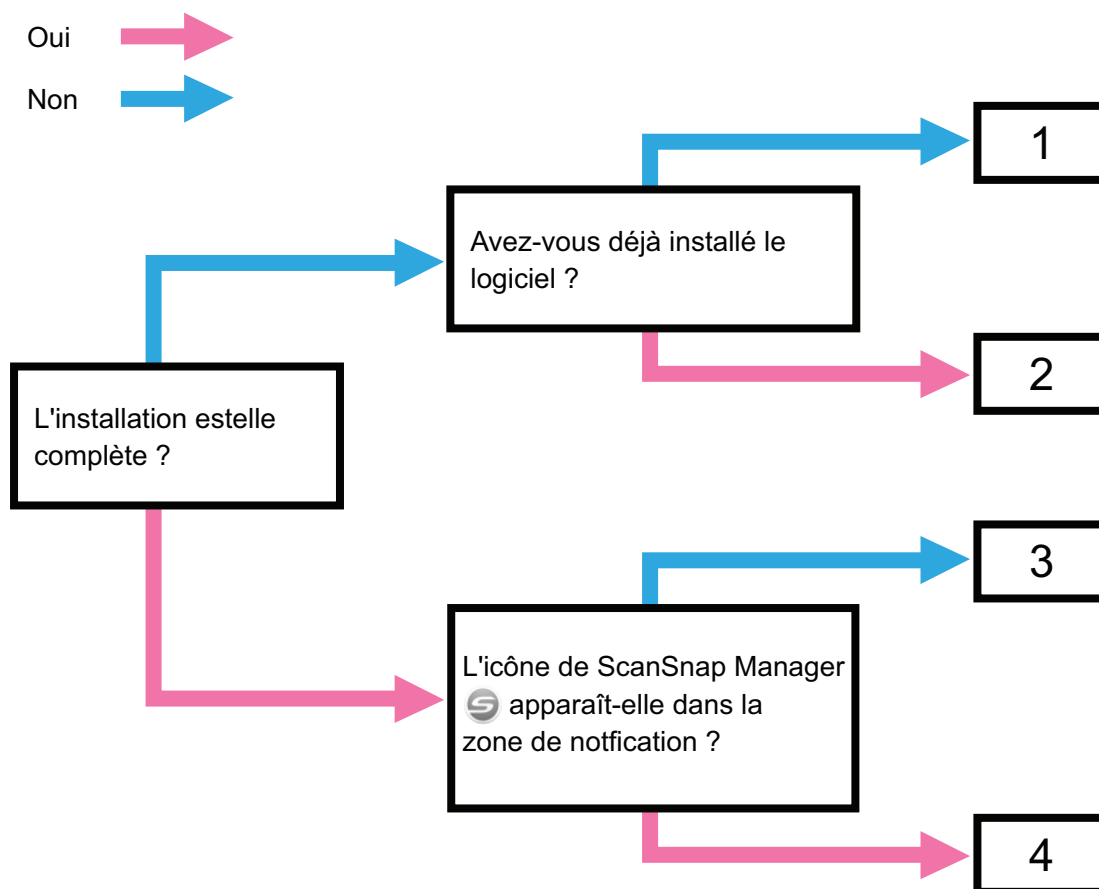 Oui
Non
1
Avez-vous déjà installé le
logiciel ?
2
L'installation estelle
complète ?
3
L'icône de ScanSnap Manager
apparaît-elle dans la
zone de notfication ?
4